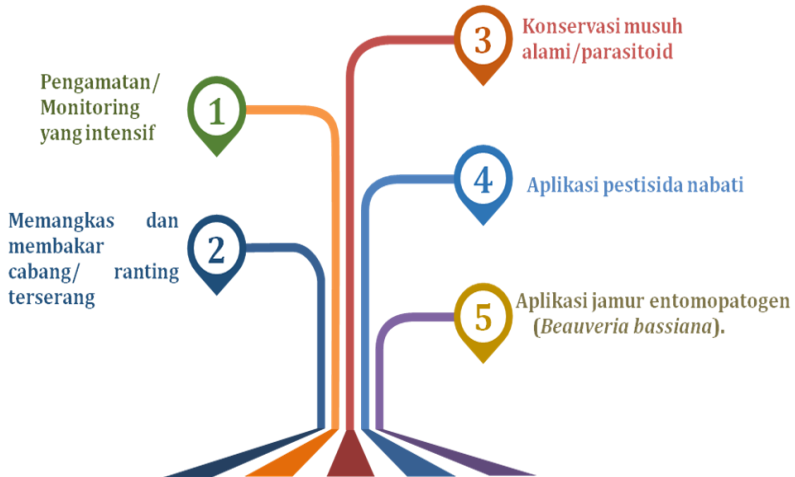 1
Pengamatan/
Monitoring
yang intensif
2
Memangkas dan
membakar
cabang/ ranting
terserang
3
Konservasi musuh
alami/parasitoid
4
Aplikasi pestisida nabati
5
Aplikasi jamur entomopatogen
(Beauveria bassiana).